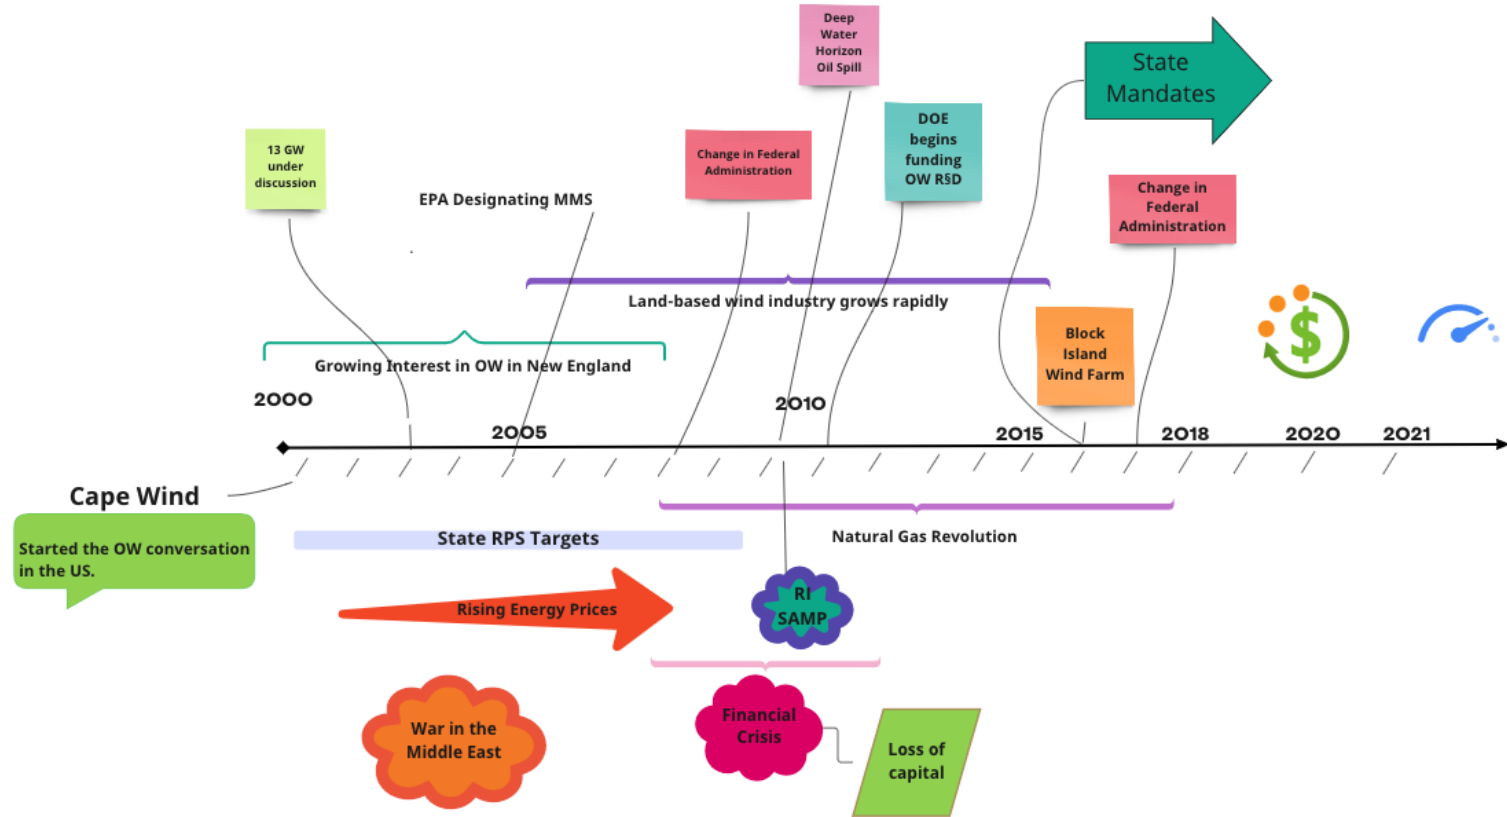 Deep
Water
Horizon
Oil Spill
State
Mandates
DOE
begins
funding
OW R§D
13 GW
under
discussion
Change in Federal
Administration
EPA Designating MMS
Change in
Federal
Administration
Land-based wind industry grows rapidly
Block
Island
Wind Farm
$
Growing Interest in OW in New England
2000
2005
2010
2015
2018
2020
2021
Cape Wind
Started the OW conversation
in the US.
State RPS Targets
Natural Gas Revolution
Rising Energy Prices
RI
SAMP
War in the
Middle East
Financial
Crisis
Loss of
capital